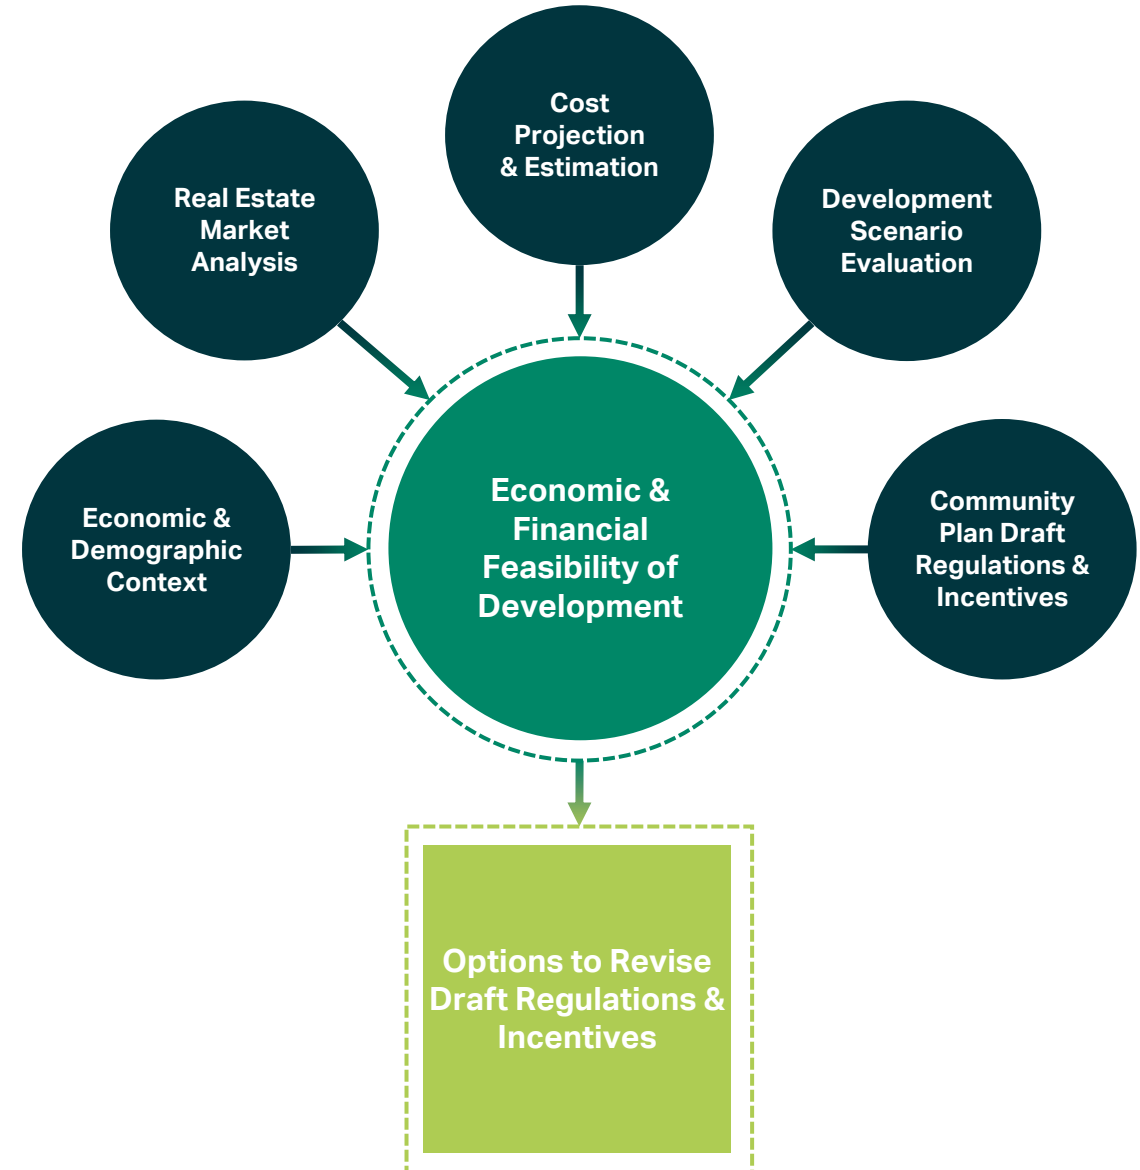 Cost
Projection
& Estimation
Real Estate
Market
Analysis
Development
Scenario
Evaluation
Economic &
Demographic
Context
Economic &
Financial
Feasibility of
Development
Community
Plan Draft
Regulations &
Incentives
Options to Revise
Draft Regulations &
Incentives